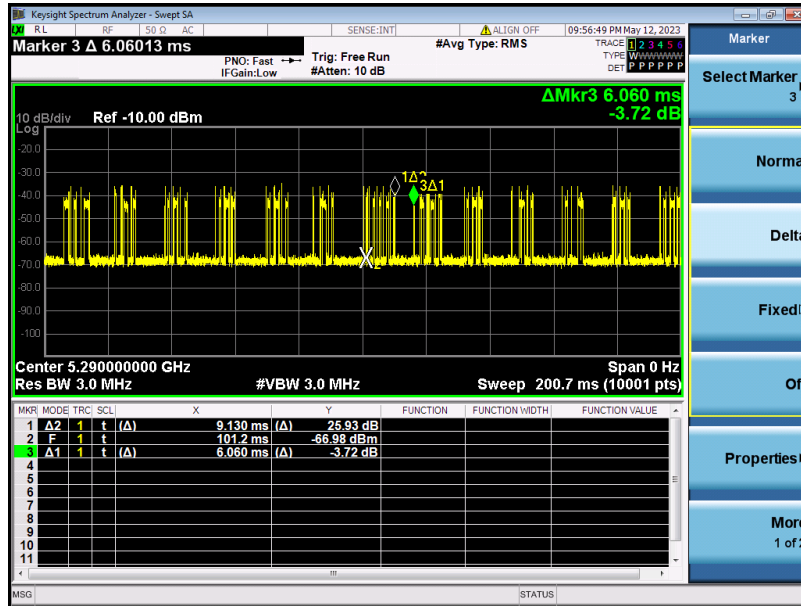 Keysight Spectrum Analyzer - Swept SA
LXI RL RF 50 Ω AC SENSE:INT ALIGN OFF 09:56:49 PM May 12, 2023
Marker 3 Δ 6.06013 ms
PNO: Fast
IFGain:Low
Trig: Free Run
#Atten: 10 dB
#Avg Type: RMS
TRACE 1 2 3 4 5 6
TYPE WWWWWW
DET P P P P P P
ΔMkr3 6.060 ms
-3.72 dB
10 dB/div Ref -10.00 dBm
Log
-20.0
-30.0
-40.0
-50.0
-60.0
-70.0
-80.0
-90.0
-100
3Δ1
X
Center 5.290000000 GHz Span 0 Hz
Res BW 3.0 MHz #VBW 3.0 MHz Sweep 200.7 ms (10001 pts)
MKR MODE TRC SCL X Y FUNCTION FUNCTION WIDTH FUNCTION VALUE
1 Δ2 1 t (Δ) 9.130 ms (Δ) 25.93 dB
2 F 1 t 101.2 ms -66.98 dBm
3 Δ1 1 t (Δ) 6.060 ms (Δ) -3.72 dB
4
5
6
7
8
9
10
11
MSG STATUS
Marker
Select Marker
3
Norma
Delta
Fixed
Of
Properties
More
1 of 2